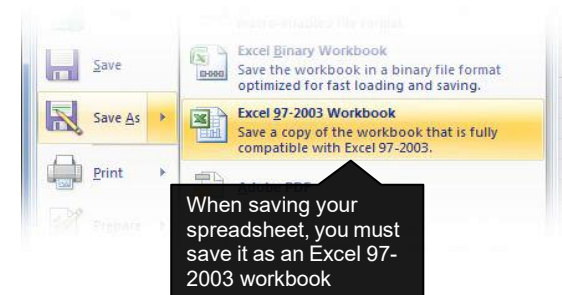 macro-enabled file format.
Excel Binary Workbook
Save
Save the workbook in a binary file format
optimized for fast loading and saving.
Save As
Excel 97-2003 Workbook
Save a copy of the workbook that is fully
compatible with Excel 97-2003.
Print
Adobe PDF
When saving your
spreadsheet, you must
save it as an Excel 97-
2003 workbook
Prepare